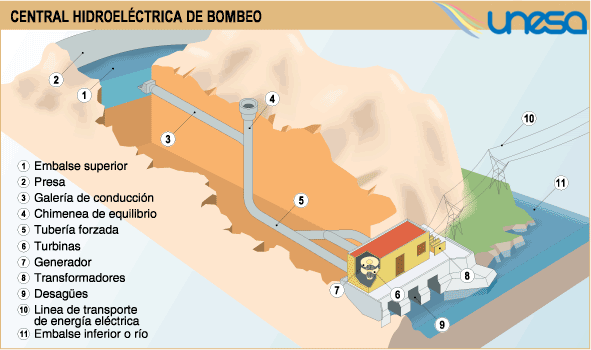 CENTRAL HIDROELÉCTRICA DE BOMBEO
unesa
2
1
3
4
5
10
11
7
6
8
9
1 Embalse superior
2 Presa
3 Galería de conducción
4 Chimenea de equilibrio
5 Tubería forzada
6 Turbinas
7 Generador
8 Transformadores
9 Desagües
10 Linea de transporte
de energía eléctrica
11 Embalse inferior o río